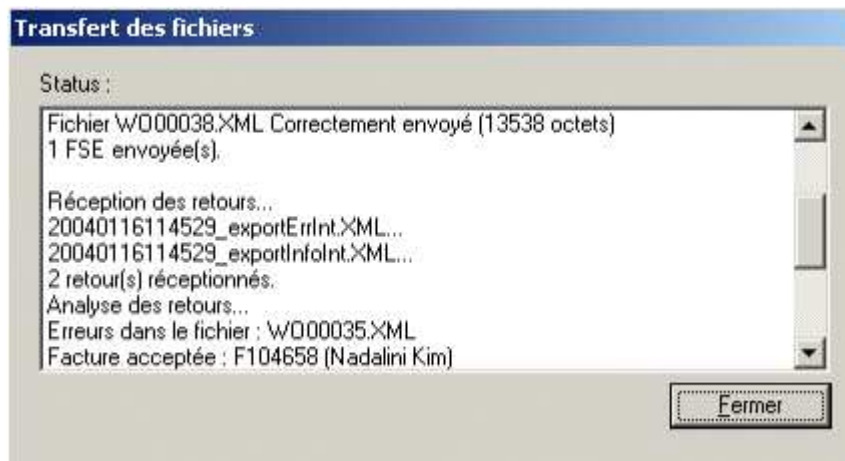 Transfert des fichiers
Status :
Fichier WO00038.XML Correctement envoyé (13538 octets)
1 FSE envoyée(s).
Réception des retours...
20040116114529_exportErrInt.XML...
20040116114529_exportInfoInt.XML...
2 retour(s) réceptionnés.
Analyse des retours...
Erreurs dans le fichier : WO00035.XML
Facture acceptée : F104658 (Nadalini Kim)
Fermer